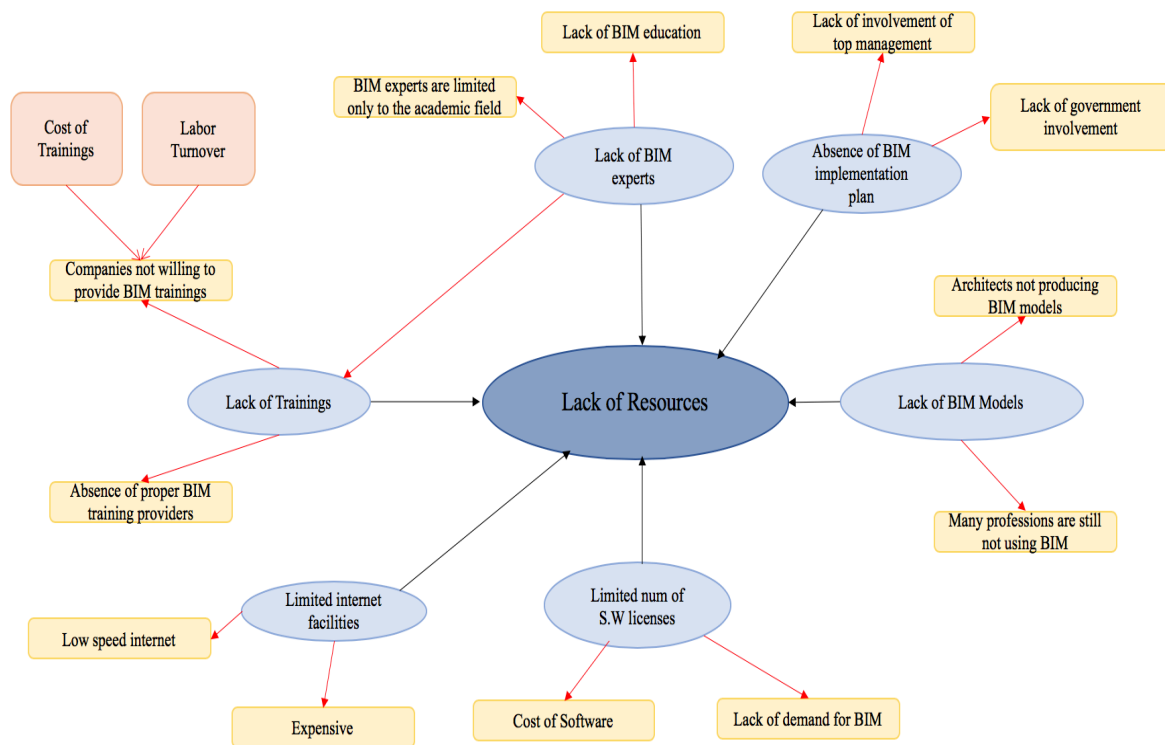 Lack of BIM education
Lack of involvement of
top management
BIM experts are limited
only to the academic field
Cost of
Trainings
Labor
Turnover
Lack of government
involvement
Lack of BIM
experts
Absence of BIM
implementation
plan
Companies not willing to
provide BIM trainings
Architects not producing
BIM models
Lack of Trainings
Lack of Resources
Lack of BIM Models
Absence of proper BIM
training providers
Many professions are still
not using BIM
Limited internet
facilities
Limited num of
S.W licenses
Low speed internet
Expensive
Cost of Software
Lack of demand for BIM